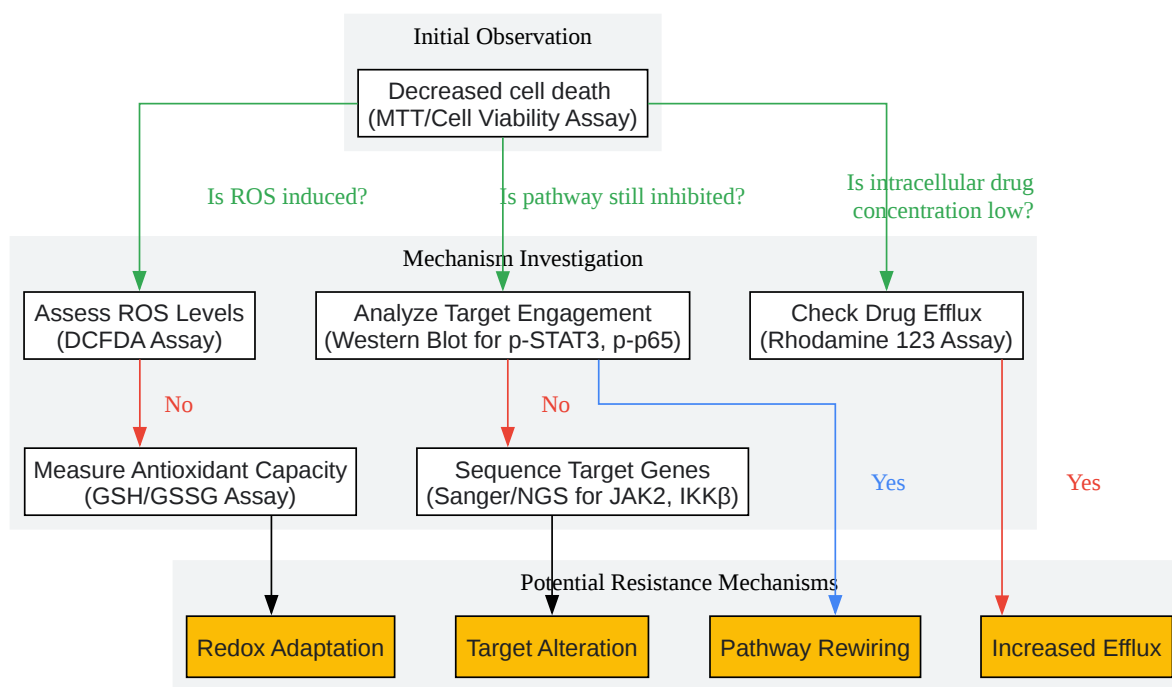 Initial Observation
Decreased cell death
(MTT/Cell Viability Assay)
Is ROS induced?
Is pathway still inhibited?
Is intracellular drug
concentration low?
Mechanism Investigation
Assess ROS Levels
(DCFDA Assay)
Analyze Target Engagement
(Western Blot for p-STAT3, p-p65)
Check Drug Efflux
(Rhodamine 123 Assay)
No
No
Measure Antioxidant Capacity
(GSH/GSSG Assay)
Sequence Target Genes
(Sanger/NGS for JAK2, IKKβ)
Yes
Yes
Potential Resistance Mechanisms
Redox Adaptation
Target Alteration
Pathway Rewiring
Increased Efflux